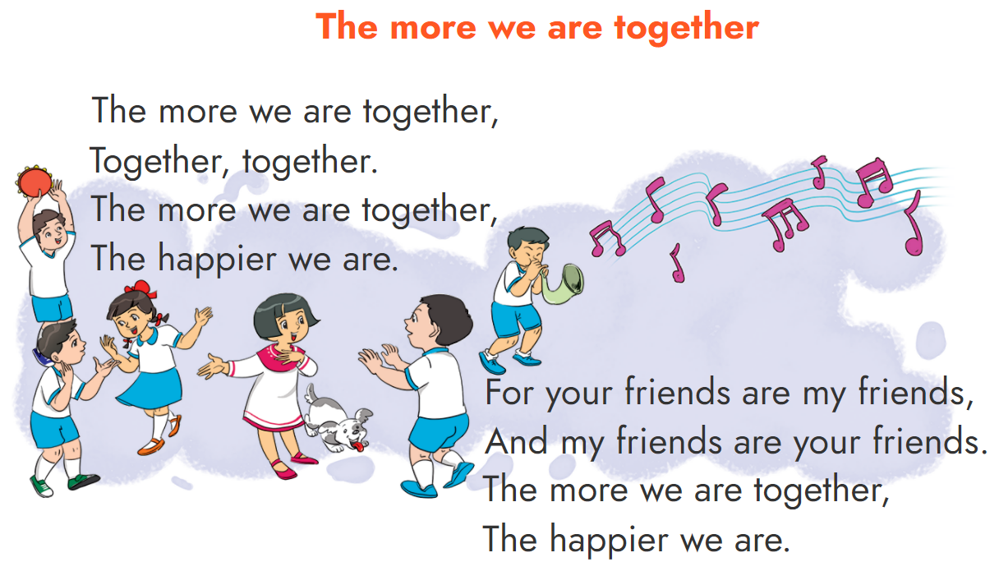 The more we are together
The more we are together,
Together, together.
The more we are together,
The happier we are.
For your friends are my friends,
And my friends are your friends.
The more we are together,
The happier we are.